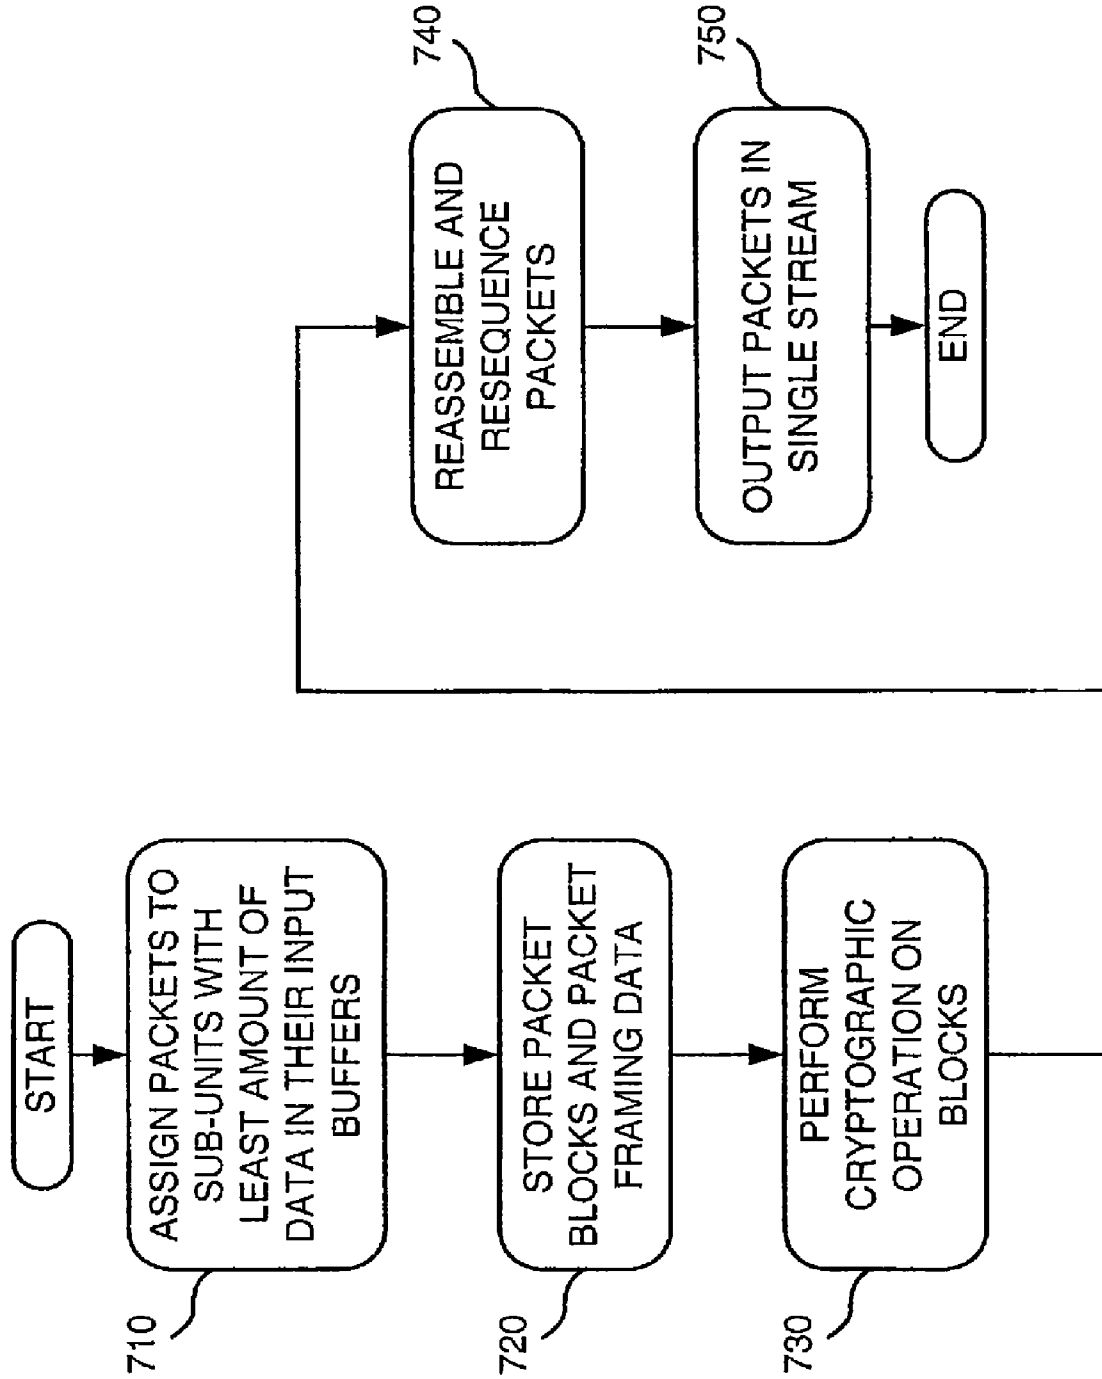 START
710
ASSIGN PACKETS TO
SUB-UNITS WITH
LEAST AMOUNT OF
DATA IN THEIR INPUT
BUFFERS
720
STORE PACKET
BLOCKS AND PACKET
FRAMING DATA
730
PERFORM
CRYPTOGRAPHIC
OPERATION ON
BLOCKS
740
REASSEMBLE AND
RESEQUENCE
PACKETS
750
OUTPUT PACKETS IN
SINGLE STREAM
END